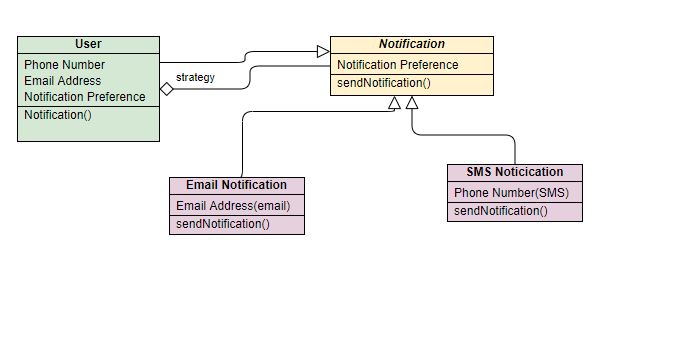 User
Phone Number
Email Address
Notification Preference
Notification()
strategy
Notification
Notification Preference
sendNotification()
Email Notification
Email Address(email)
sendNotification()
SMS Noticication
Phone Number(SMS)
sendNotification()